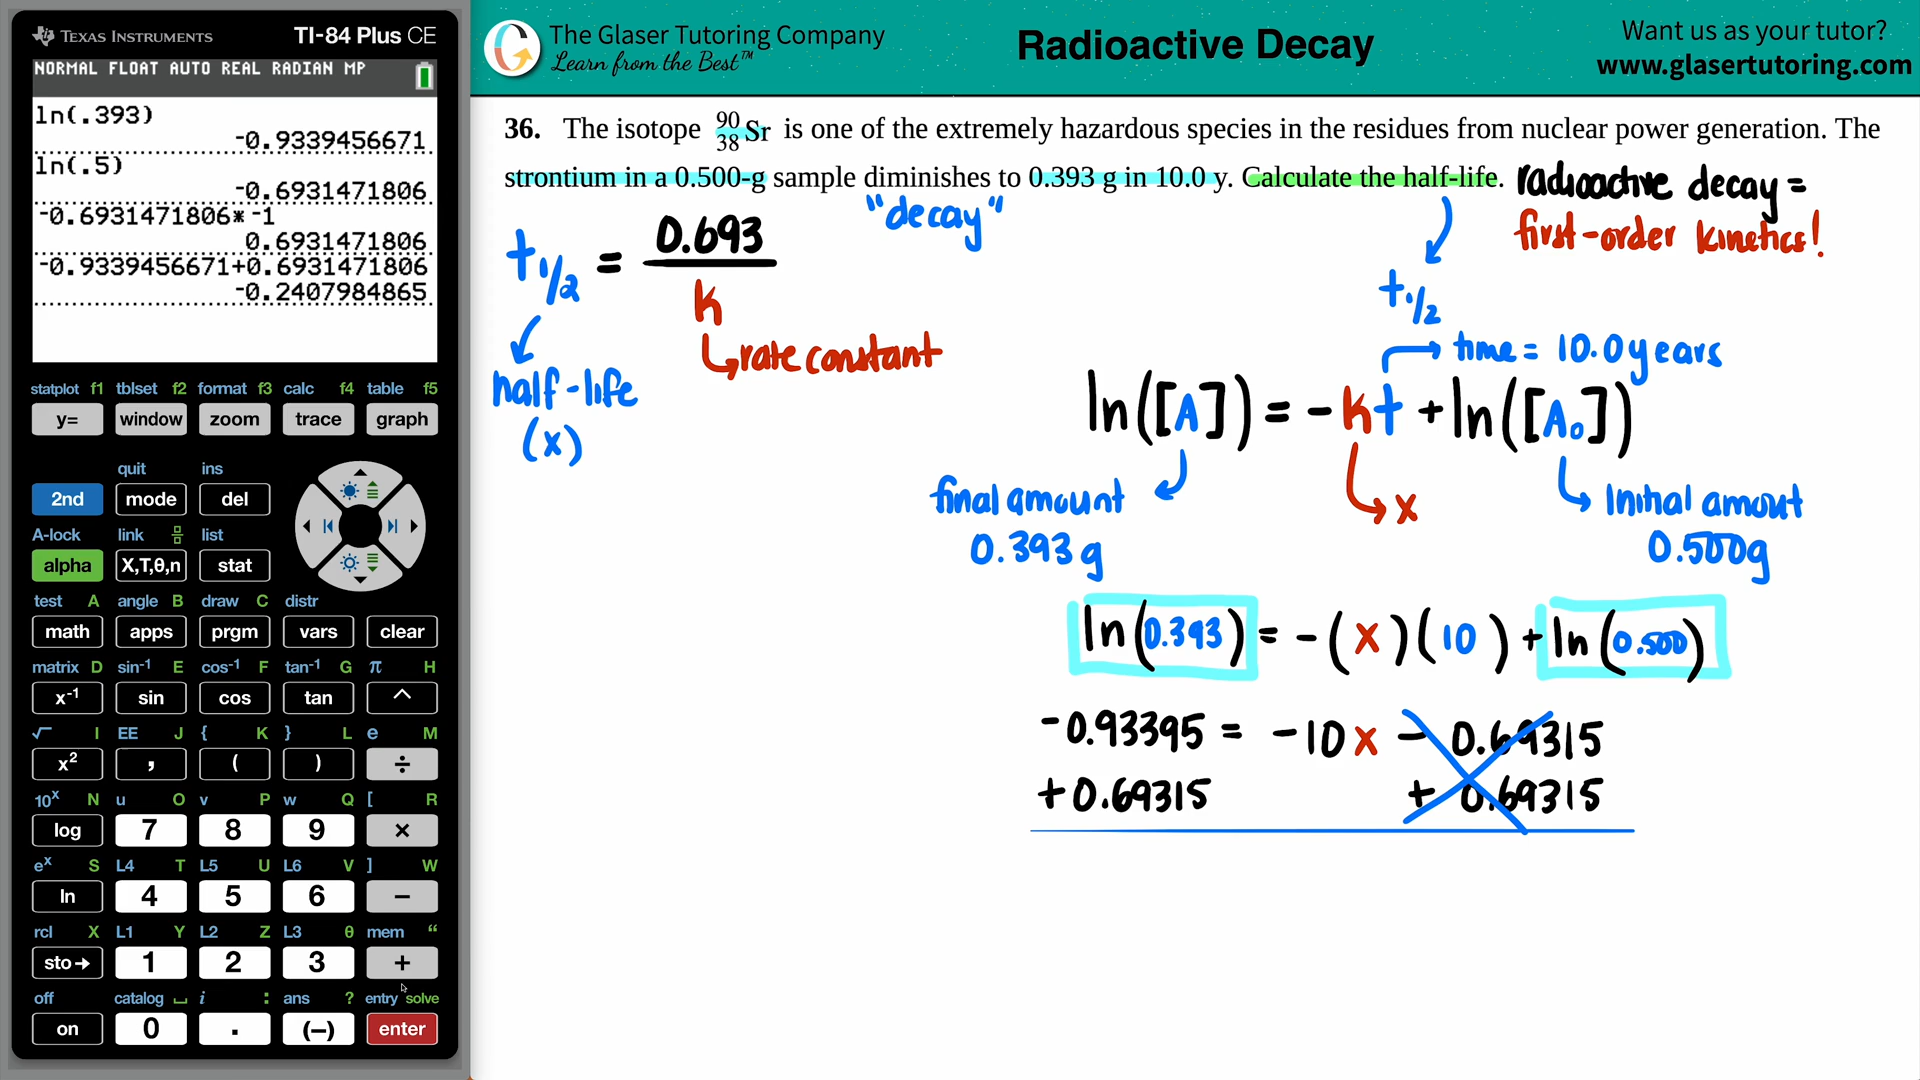 TEXAS INSTRUMENTS TI-84 Plus CE
NORMAL FLOAT AUTO REAL RADIAN MP
ln(.393)
-0.9339456671
ln(.5)
-0.6931471806
-0.6931471806*-1
0.6931471806
-0.9339456671+0.6931471806
-0.2407984865
statplot f1 tblset f2 format f3 calc f4 table f5
y= window zoom trace graph
quit ins
2nd mode del
A-lock link list
alpha X,T,θ,n stat
test A angle B draw C distr
math apps prgm vars clear
matrix D sin⁻¹ E cos⁻¹ F tan⁻¹ G π H
x⁻¹ sin cos tan ^
√ I EE J { K } L e M
x² , ( ) ÷
10ˣ N u O v P w Q [ R
log 7 8 9 ×
eˣ S L4 T L5 U L6 V ] W
ln 4 5 6 −
rcl X L1 Y L2 Z L3 θ mem "
sto→ 1 2 3 +
off catalog ⎵ i : ans ? entry solve
on 0 . (−) enter
The Glaser Tutoring Company
Learn from the Best™
Radioactive Decay
Want us as your tutor?
www.glasertutoring.com
36. The isotope ⁹⁰₃₈Sr is one of the extremely hazardous species in the residues from nuclear power generation. The
strontium in a 0.500-g sample diminishes to 0.393 g in 10.0 y. Calculate the half-life.
radioactive decay =
first-order kinetics!
"decay"
t1/2 = 0.693 / k
rate constant
half-life
(x)
t1/2
time = 10.0 years
ln([A]) = -kt + ln([A₀])
final amount
0.393 g
x
Initial amout
0.500g
ln(0.393) = -(x)(10) + ln(0.500)
-0.93395 = -10x - 0.69315
+0.69315 + 0.69315